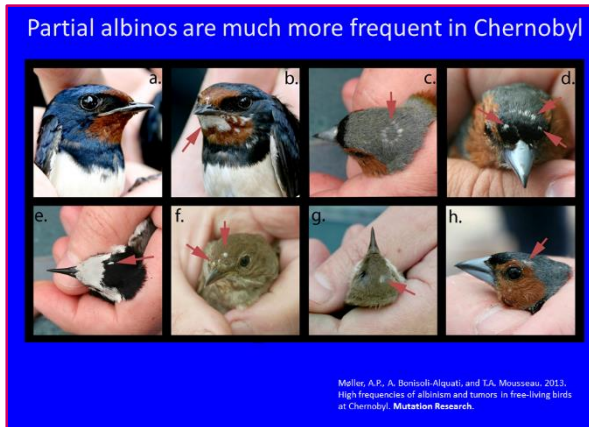 Partial albinos are much more frequent in Chernobyl
a.
b.
c.
d.
e.
f.
g.
h.
Møller, A.P., A. Bonisoli-Alquati, and T.A. Mousseau. 2013.
High frequencies of albinism and tumors in free-living birds
at Chernobyl. Mutation Research.